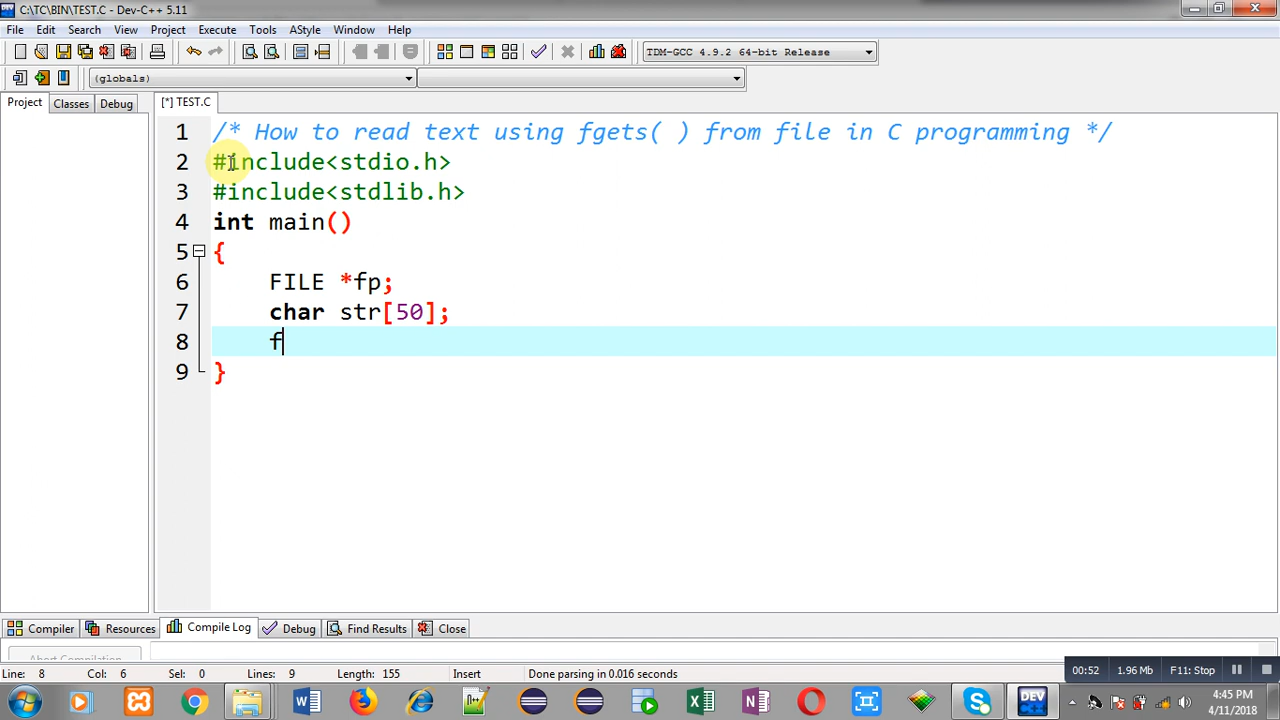 C:\TC\BIN\TEST.C - Dev-C++ 5.11
File Edit Search View Project Execute Tools AStyle Window Help
TDM-GCC 4.9.2 64-bit Release
(globals)
Project Classes Debug [*] TEST.C
1 /* How to read text using fgets( ) from file in C programming */
2 #include<stdio.h>
3 #include<stdlib.h>
4 int main()
5 {
6 FILE *fp;
7 char str[50];
8 f
9 }
Compiler Resources Compile Log Debug Find Results Close
Abort Compilation
Line: 8 Col: 6 Sel: 0 Lines: 9 Length: 155 Insert Done parsing in 0.016 seconds
00:52 1.96 Mb F11: Stop
DEV
4:45 PM
4/11/2018